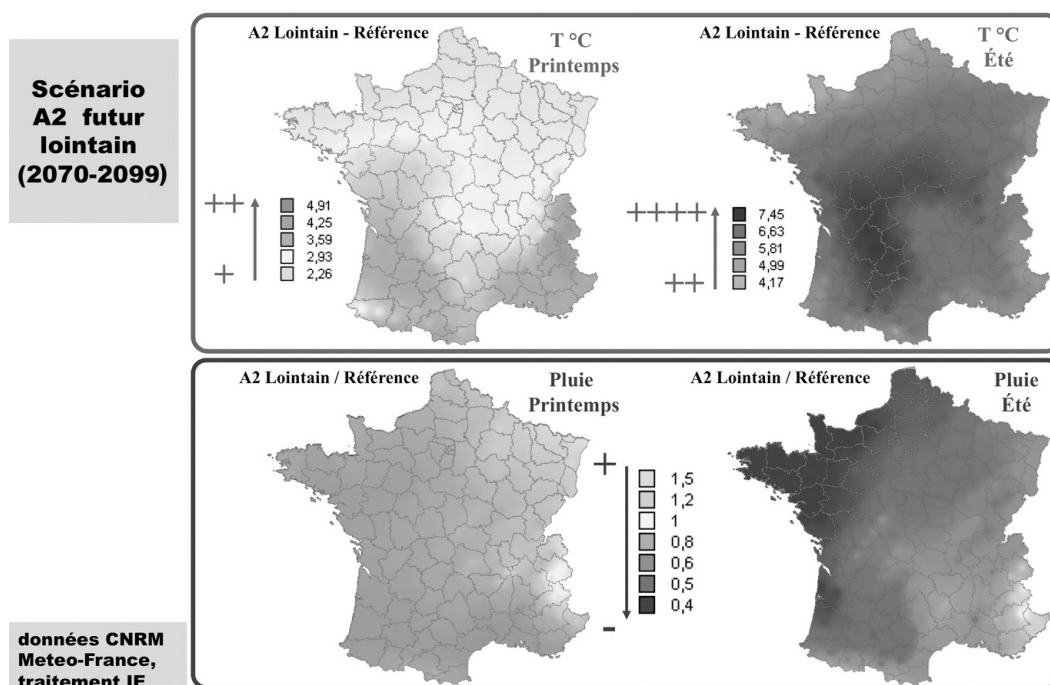 Scénario
A2 futur
lointain
(2070-2099)
A2 Lointain - Référence
T °C
Printemps
++
+
4,91
4,25
3,59
2,93
2,26
A2 Lointain - Référence
T °C
Été
++++
++
7,45
6,63
5,81
4,99
4,17
A2 Lointain / Référence
Pluie
Printemps
+
-
1,5
1,2
1
0,8
0,6
0,5
0,4
A2 Lointain / Référence
Pluie
Été
données CNRM
Meteo-France,
traitement IF